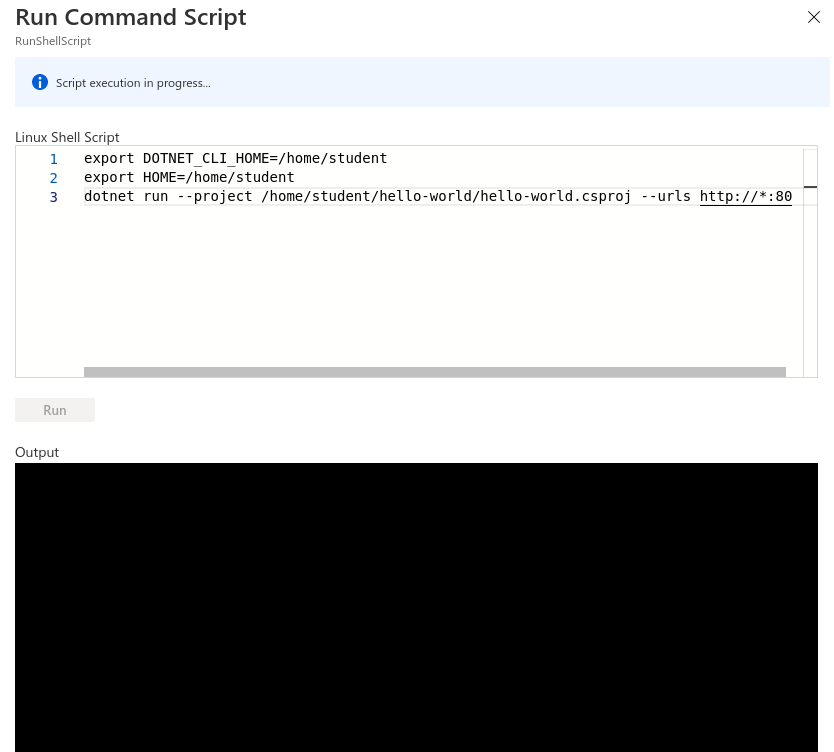 Run Command Script
RunShellScript
Script execution in progress...
Linux Shell Script
1 export DOTNET_CLI_HOME=/home/student
2 export HOME=/home/student
3 dotnet run --project /home/student/hello-world/hello-world.csproj --urls http://*:80
Run
Output